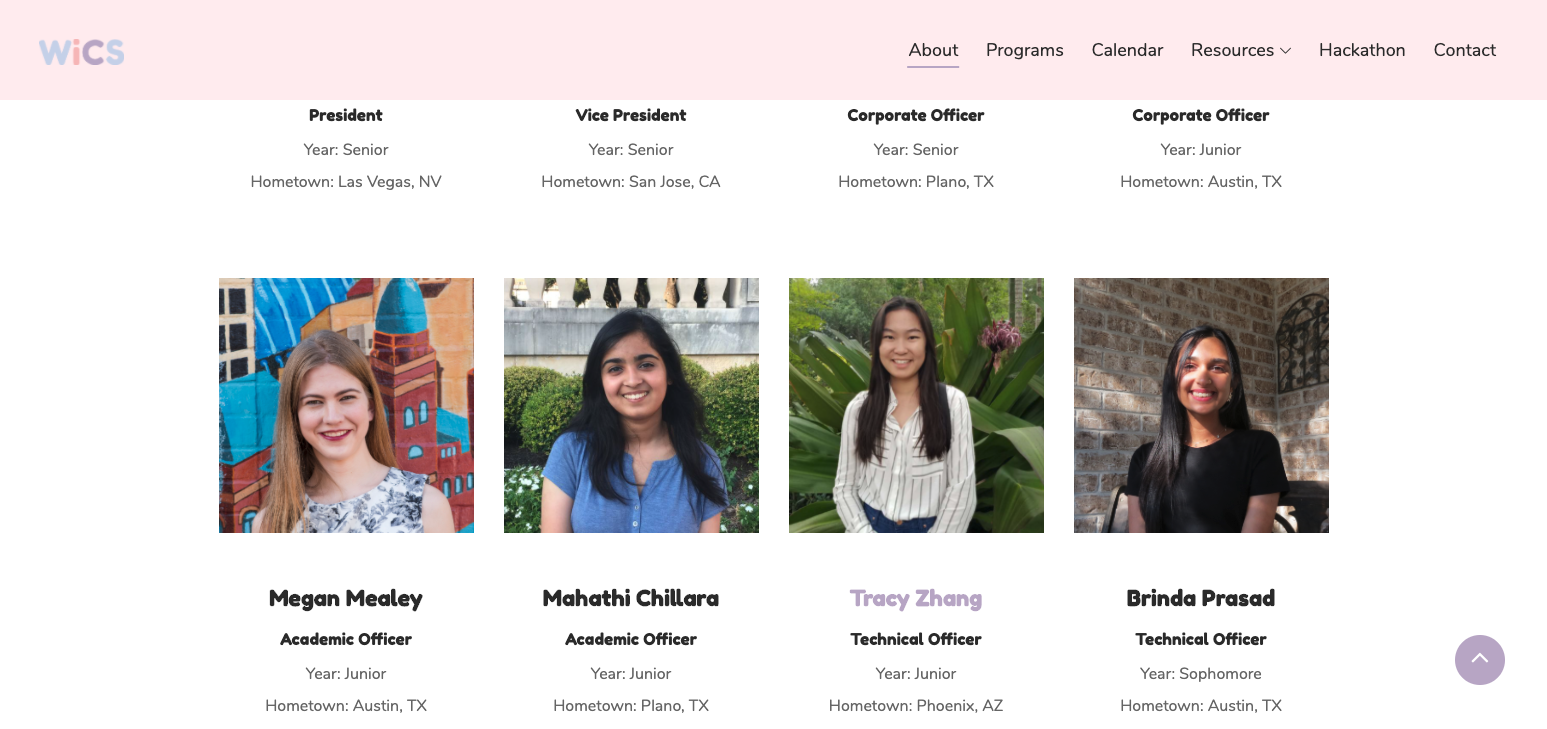 WiCS
About Programs Calendar Resources Hackathon Contact
President Vice President Corporate Officer Corporate Officer
Year: Senior Year: Senior Year: Senior Year: Junior
Hometown: Las Vegas, NV Hometown: San Jose, CA Hometown: Plano, TX Hometown: Austin, TX
Megan Mealey Mahathi Chillara Tracy Zhang Brinda Prasad
Academic Officer Academic Officer Technical Officer Technical Officer
Year: Junior Year: Junior Year: Junior Year: Sophomore
Hometown: Austin, TX Hometown: Plano, TX Hometown: Phoenix, AZ Hometown: Austin, TX